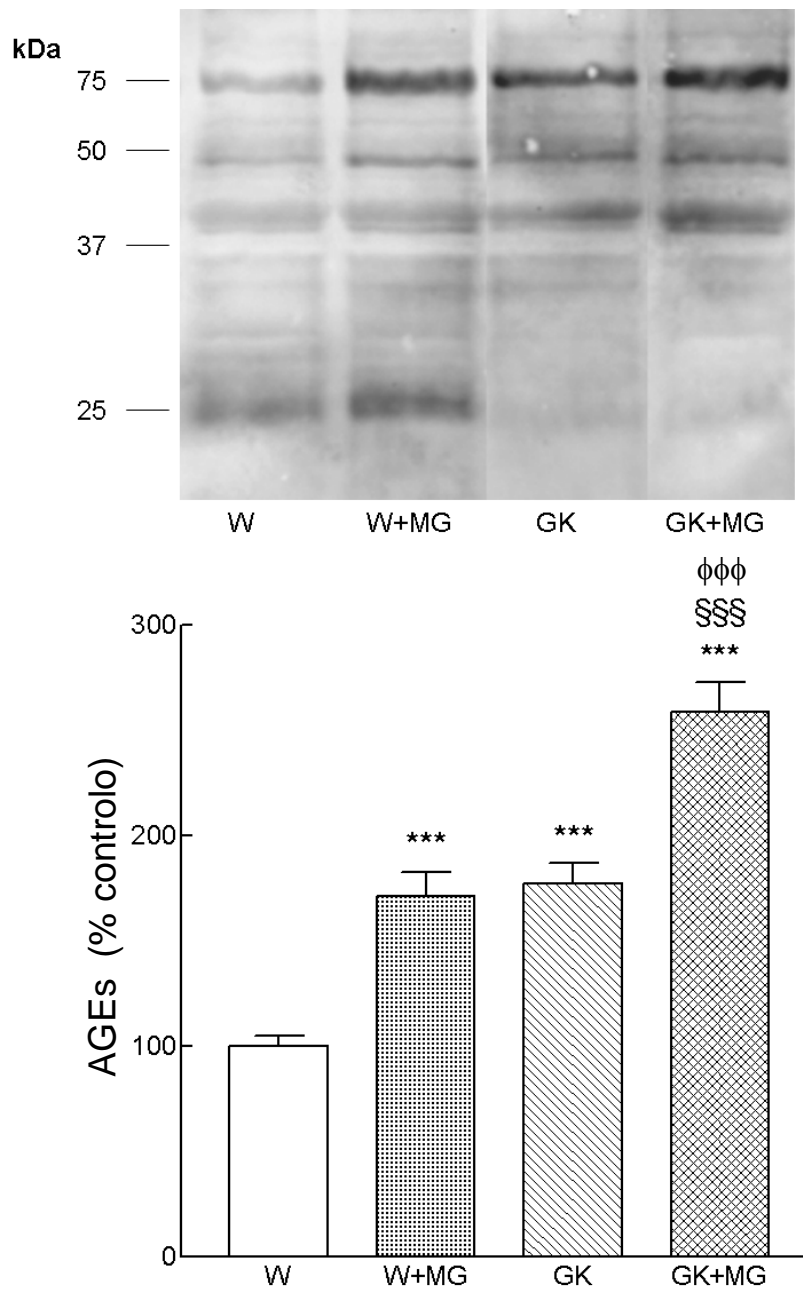 kDa
75
50
37
25
W W+MG GK GK+MG
ϕϕϕ
§§§
***
300
200
100
0
*** ***
AGEs (% controlo)
W W+MG GK GK+MG